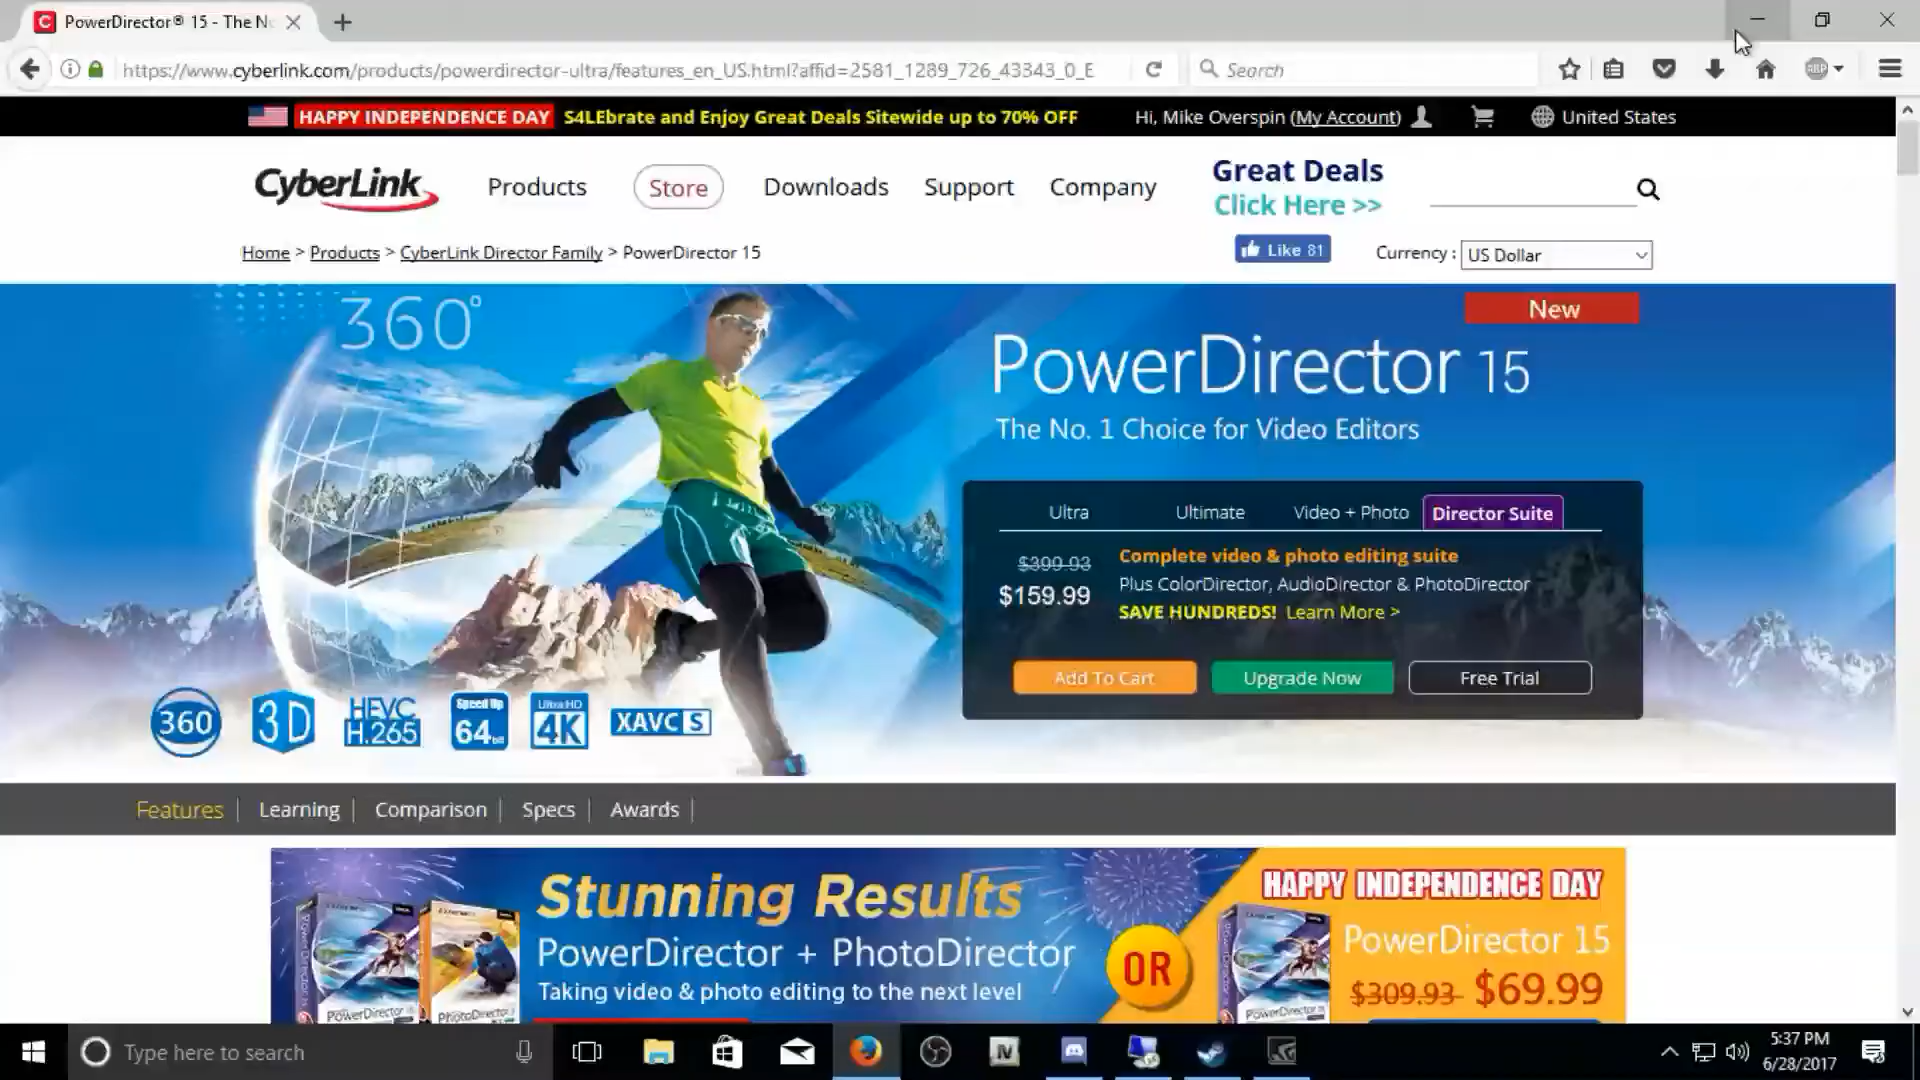 PowerDirector® 15 - The N
https://www.cyberlink.com/products/powerdirector-ultra/features_en_US.html?affid=2581_1289_726_43343_0_E
Search
ABP
HAPPY INDEPENDENCE DAY S4LEbrate and Enjoy Great Deals Sitewide up to 70% OFF
Hi, Mike Overspin (My Account)
United States
CyberLink
Products
Store
Downloads
Support
Company
Great Deals
Click Here >>
Home > Products > CyberLink Director Family > PowerDirector 15
Like 81
Currency :
US Dollar
360°
New
PowerDirector 15
The No. 1 Choice for Video Editors
Ultra
Ultimate
Video + Photo
Director Suite
$399.93
$159.99
Complete video & photo editing suite
Plus ColorDirector, AudioDirector & PhotoDirector
SAVE HUNDREDS! Learn More >
Add To Cart
Upgrade Now
Free Trial
360
3D
HEVC
H.265
Speed Up
64bit
Ultra HD
4K
XAVC S
Features
Learning
Comparison
Specs
Awards
Stunning Results
PowerDirector + PhotoDirector
Taking video & photo editing to the next level
PowerDirector
PhotoDirector
OR
HAPPY INDEPENDENCE DAY
PowerDirector 15
$309.93 $69.99
PowerDirector
Type here to search
5:37 PM
6/28/2017